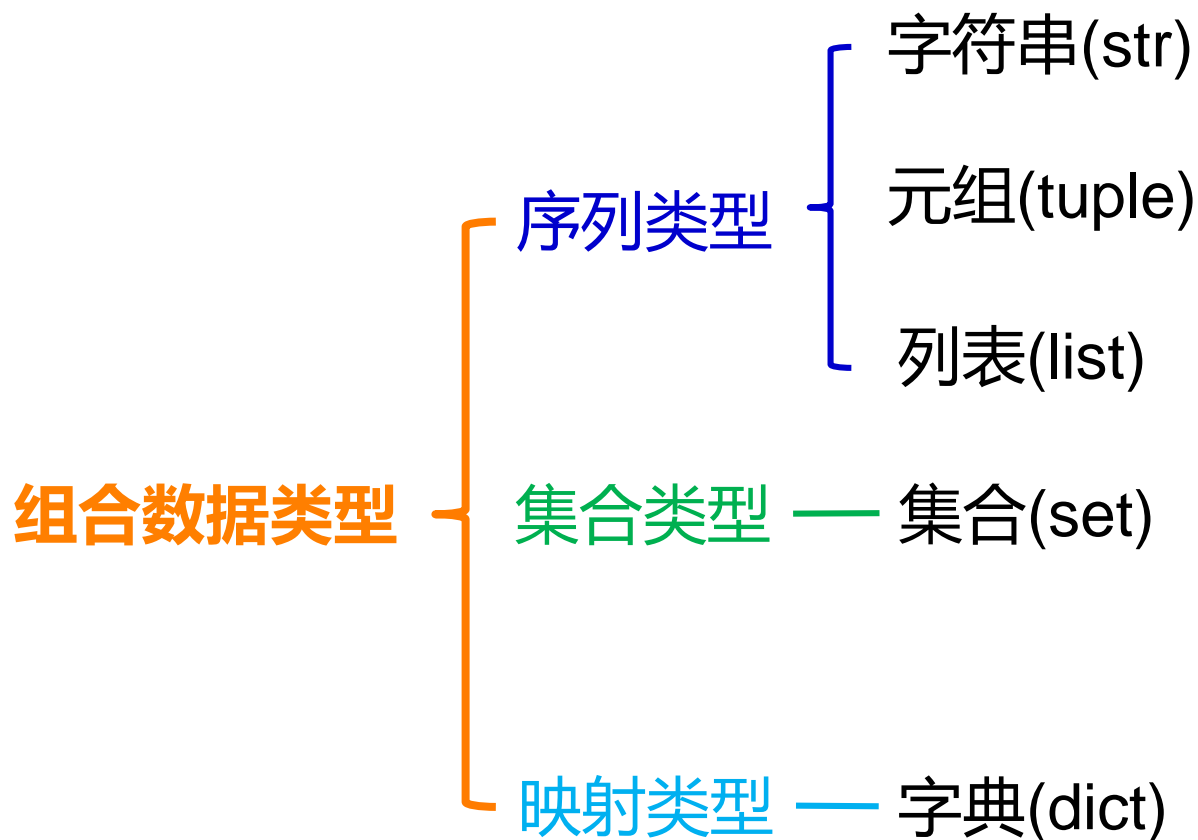 字符串(str)
元组(tuple)
序列类型
列表(list)
组合数据类型
集合类型
集合(set)
映射类型
字典(dict)